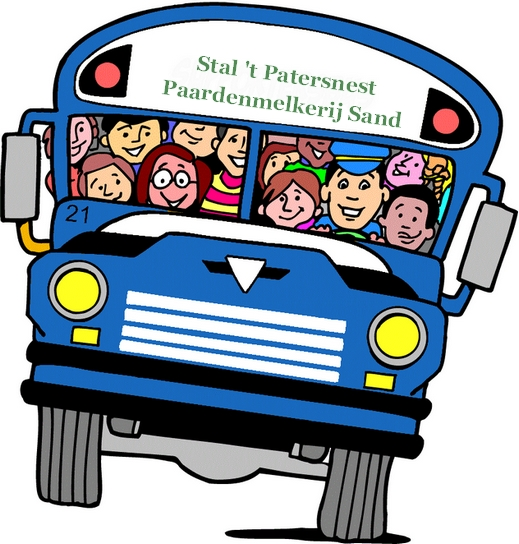 Stal 't Patersnest
Paardenmelkerij Sand
21